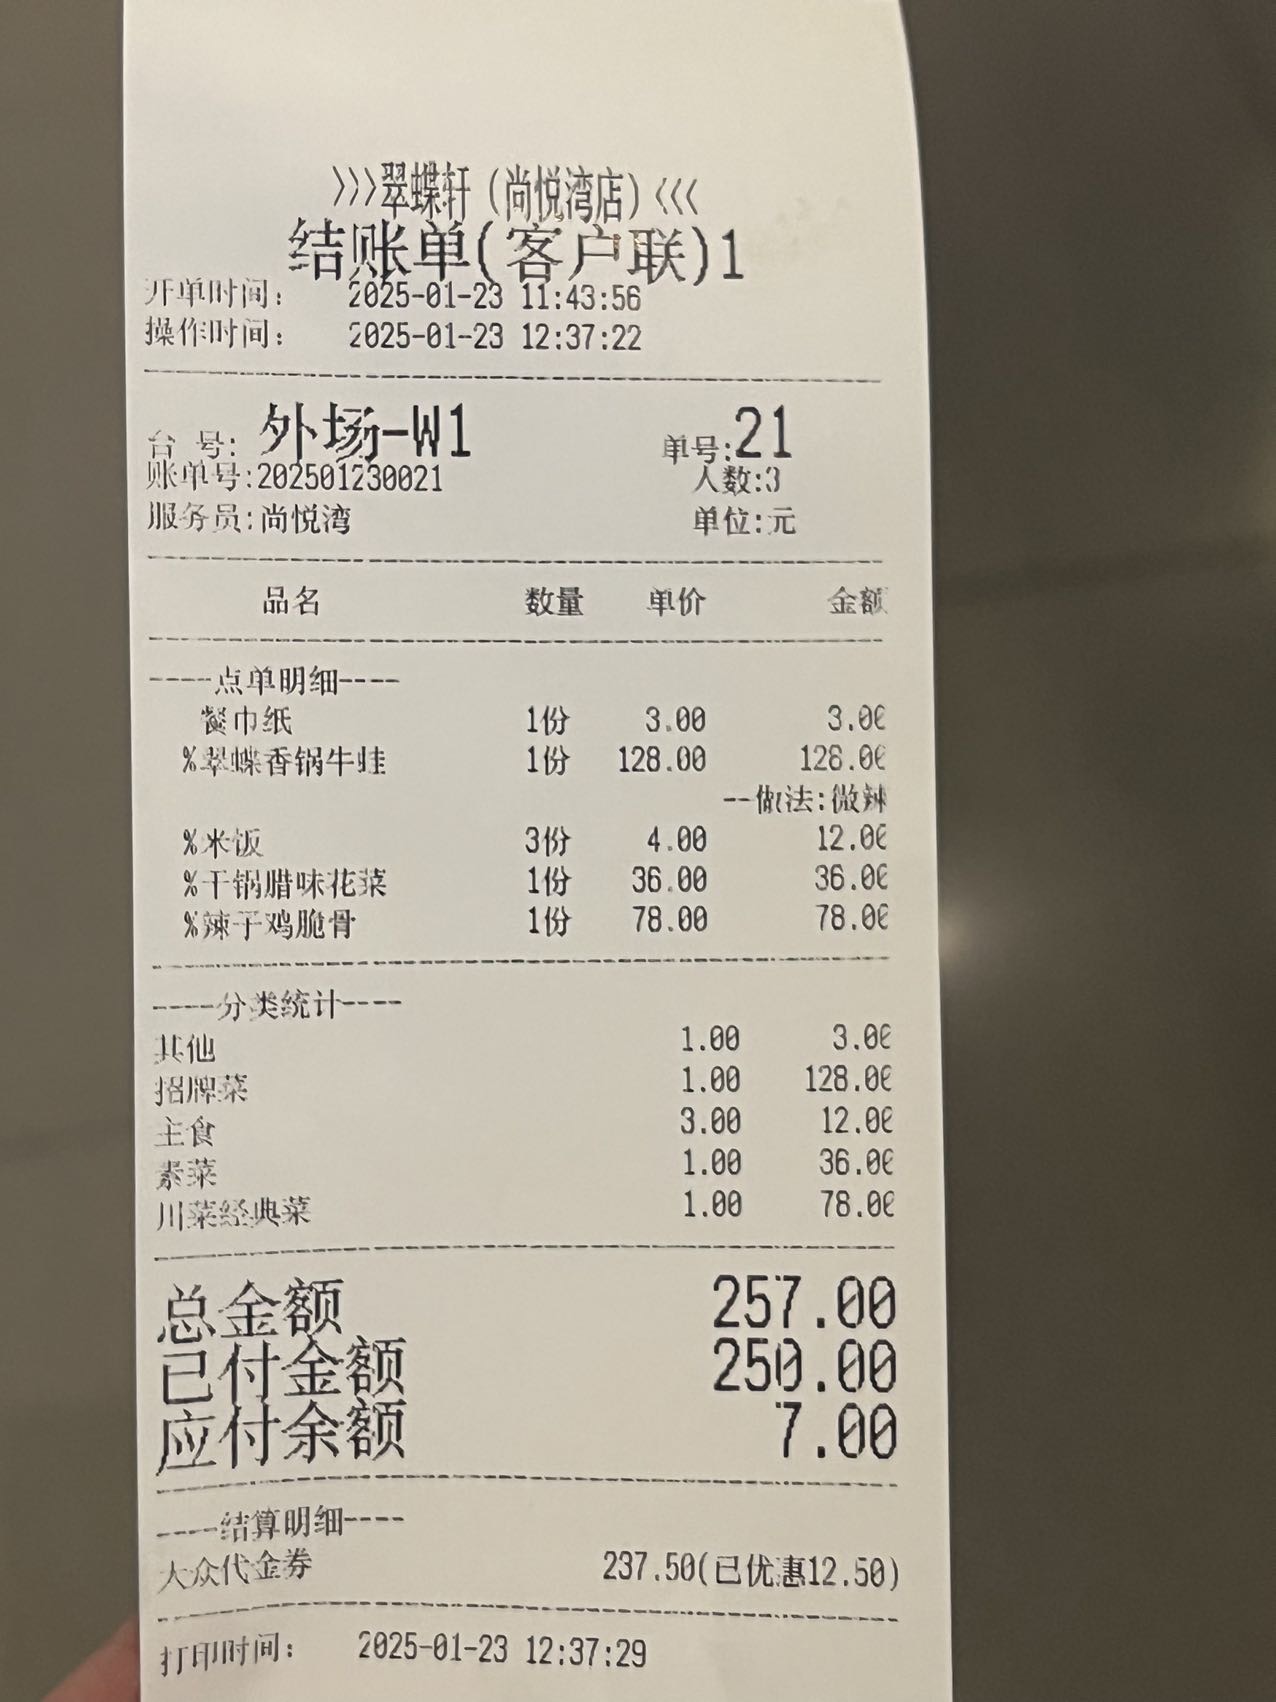 >>>翠蝶轩（尚悦湾店）<<<
结账单(客户联)1
开单时间： 2025-01-23 11:43:56
操作时间： 2025-01-23 12:37:22
台 号: 外场-W1 单号:21
账单号:202501230021 人数:3
服务员:尚悦湾 单位:元
品名 数量 单价 金额
----点单明细----
餐巾纸 1份 3.00 3.00
%翠蝶香锅牛蛙 1份 128.00 128.00
--做法:微辣
%米饭 3份 4.00 12.00
%干锅腊味花菜 1份 36.00 36.00
%辣子鸡脆骨 1份 78.00 78.00
----分类统计----
其他 1.00 3.00
招牌菜 1.00 128.00
主食 3.00 12.00
素菜 1.00 36.00
川菜经典菜 1.00 78.00
总金额 257.00
已付金额 250.00
应付余额 7.00
----结算明细----
大众代金券 237.50(已优惠12.50)
打印时间： 2025-01-23 12:37:29